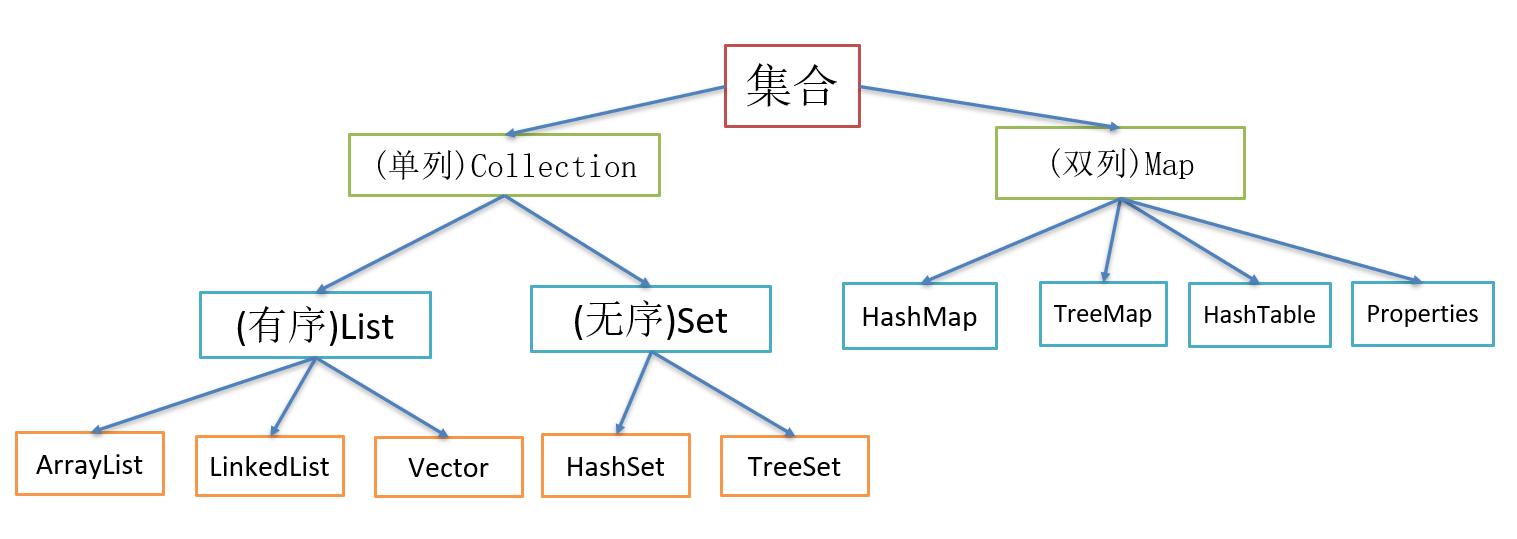 集合
(单列)Collection
(双列)Map
(有序)List
(无序)Set
HashMap
TreeMap
HashTable
Properties
ArrayList
LinkedList
Vector
HashSet
TreeSet